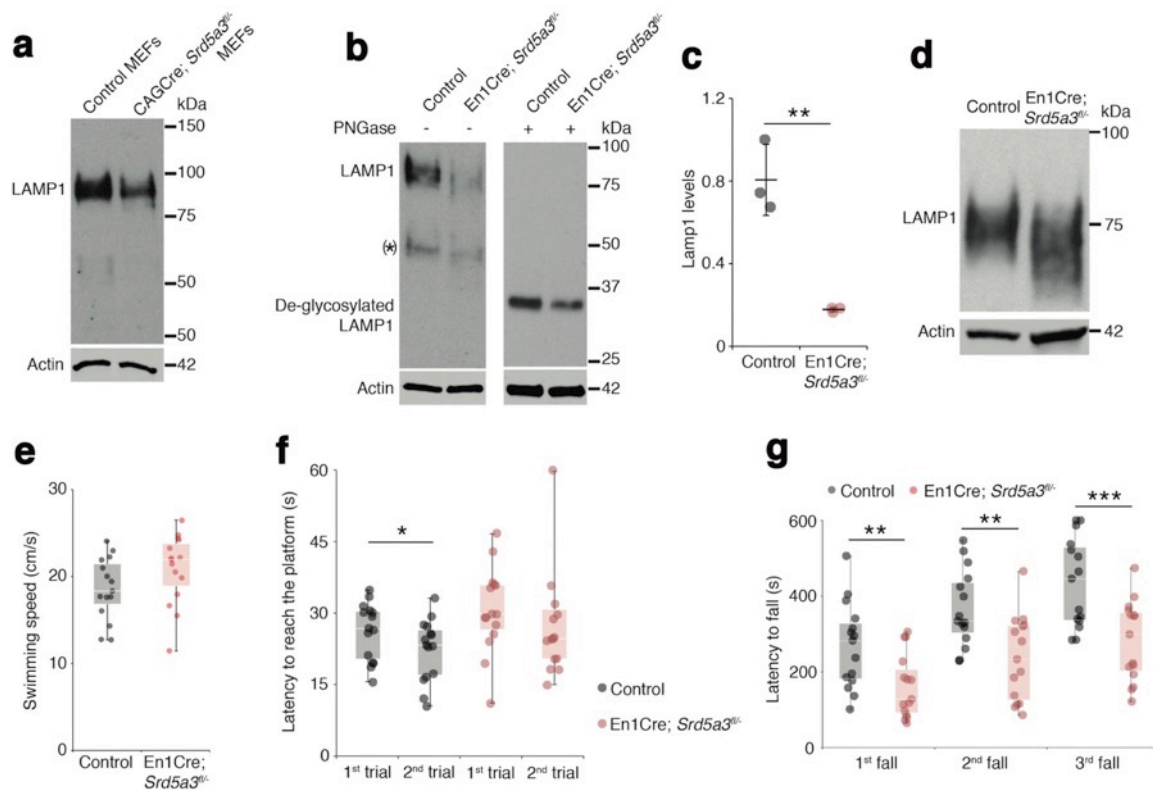 a
Control MEFs
CAGCre; Srd5a3fl/- MEFs
kDa
150
100
LAMP1
75
50
50
Actin
42
b
Control
En1Cre; Srd5a3fl/-
Control
En1Cre; Srd5a3fl/-
PNGase - - + + kDa
100
LAMP1
75
(*)
50
37
De-glycosylated
LAMP1
25
Actin
42
c
1.2
**
0.8
0.4
0
Lamp1 levels
Control
En1Cre;
Srd5a3fl/-
d
Control
En1Cre;
Srd5a3fl/-
kDa
100
LAMP1
75
Actin
42
e
30
20
10
0
Swimming speed (cm/s)
Control
En1Cre;
Srd5a3fl/-
f
60
45
30
15
0
Latency to reach the platform (s)
*
Control
En1Cre; Srd5a3fl/-
1st trial 2nd trial 1st trial 2nd trial
g
Control En1Cre; Srd5a3fl/-
** ** ***
600
400
200
0
Latency to fall (s)
1st fall 2nd fall 3rd fall